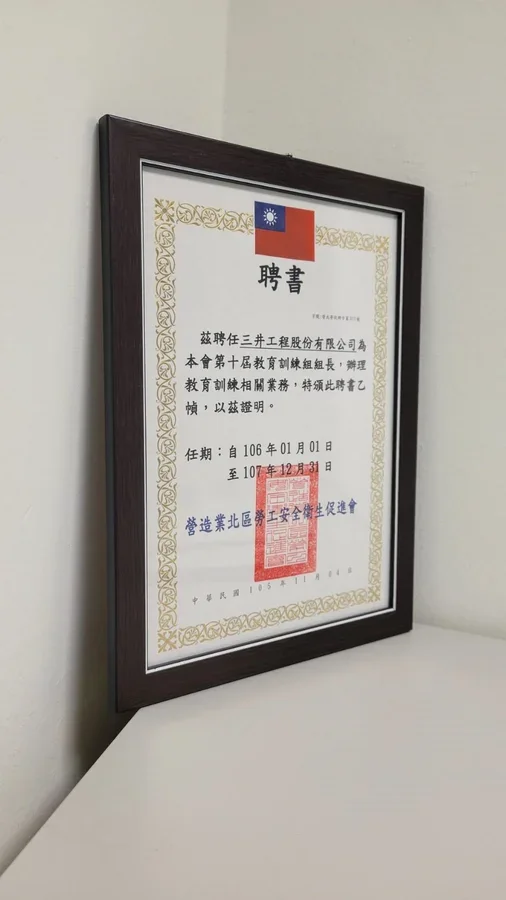 聘書
茲聘任三井工程股份有限公司為
本會第十屆教育訓練組組長，辦理
教育訓練相關業務，特頒此聘書乙
幀，以茲證明。
任期：自 106 年 01 月 01 日
至 107 年 12 月 31 日
營造業北區勞工安全衛生促進會
中華民國 105 年 11 月 04 日